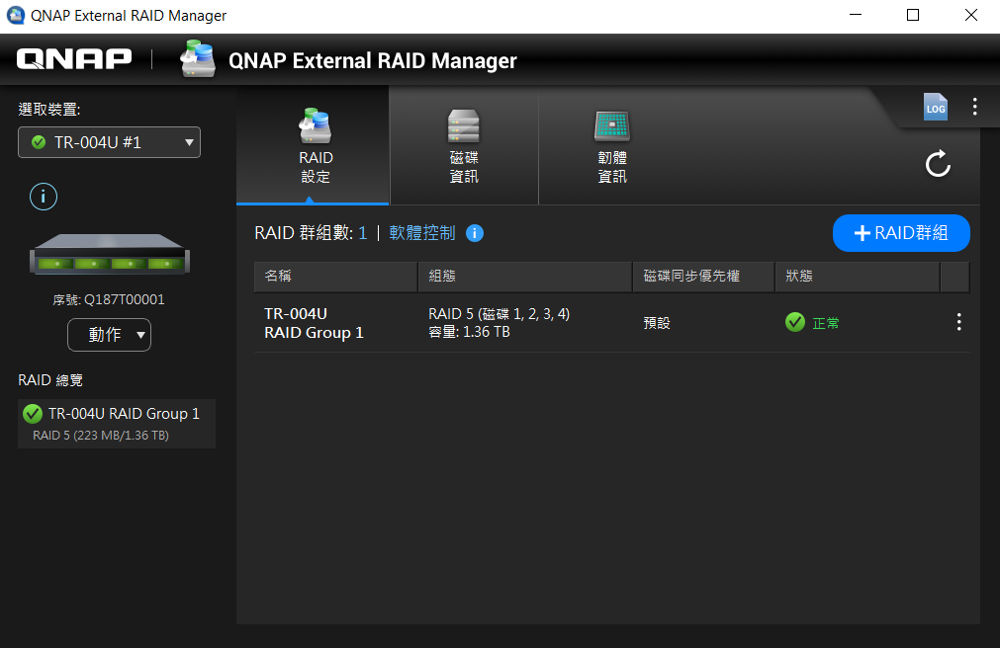 QNAP External RAID Manager
QNAP
QNAP External RAID Manager
選取裝置:
TR-004U #1
序號: Q187T00001
動作
RAID 總覽
TR-004U RAID Group 1
RAID 5 (223 MB/1.36 TB)
RAID
設定
磁碟
資訊
韌體
資訊
LOG
RAID 群組數: 1 | 軟體控制
RAID群組
名稱 組態 磁碟同步優先權 狀態
TR-004U
RAID Group 1
RAID 5 (磁碟 1, 2, 3, 4)
容量: 1.36 TB
預設
正常